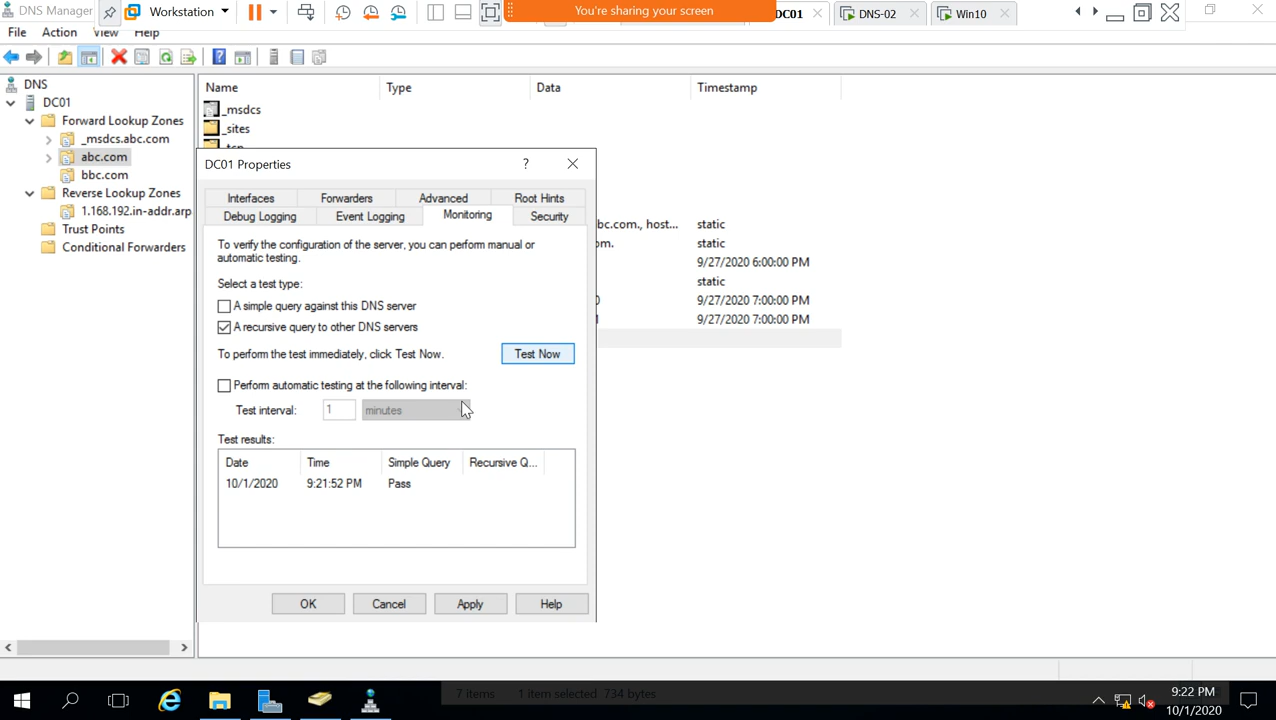 DNS Manager
Workstation
You're sharing your screen
DC01
DNS-02
Win10
File Action View Help
DNS
DC01
Forward Lookup Zones
_msdcs.abc.com
abc.com
bbc.com
Reverse Lookup Zones
1.168.192.in-addr.arp
Trust Points
Conditional Forwarders
Name Type Data Timestamp
_msdcs
_sites
_tcp
bc.com., host... static
om. static
9/27/2020 6:00:00 PM
static
0 9/27/2020 7:00:00 PM
9/27/2020 7:00:00 PM
DC01 Properties
?
Interfaces Forwarders Advanced Root Hints
Debug Logging Event Logging Monitoring Security
To verify the configuration of the server, you can perform manual or
automatic testing.
Select a test type:
A simple query against this DNS server
A recursive query to other DNS servers
To perform the test immediately, click Test Now.
Test Now
Perform automatic testing at the following interval:
Test interval: 1 minutes
Test results:
Date Time Simple Query Recursive Q...
10/1/2020 9:21:52 PM Pass
OK Cancel Apply Help
7 items 1 item selected 734 bytes
9:22 PM
10/1/2020